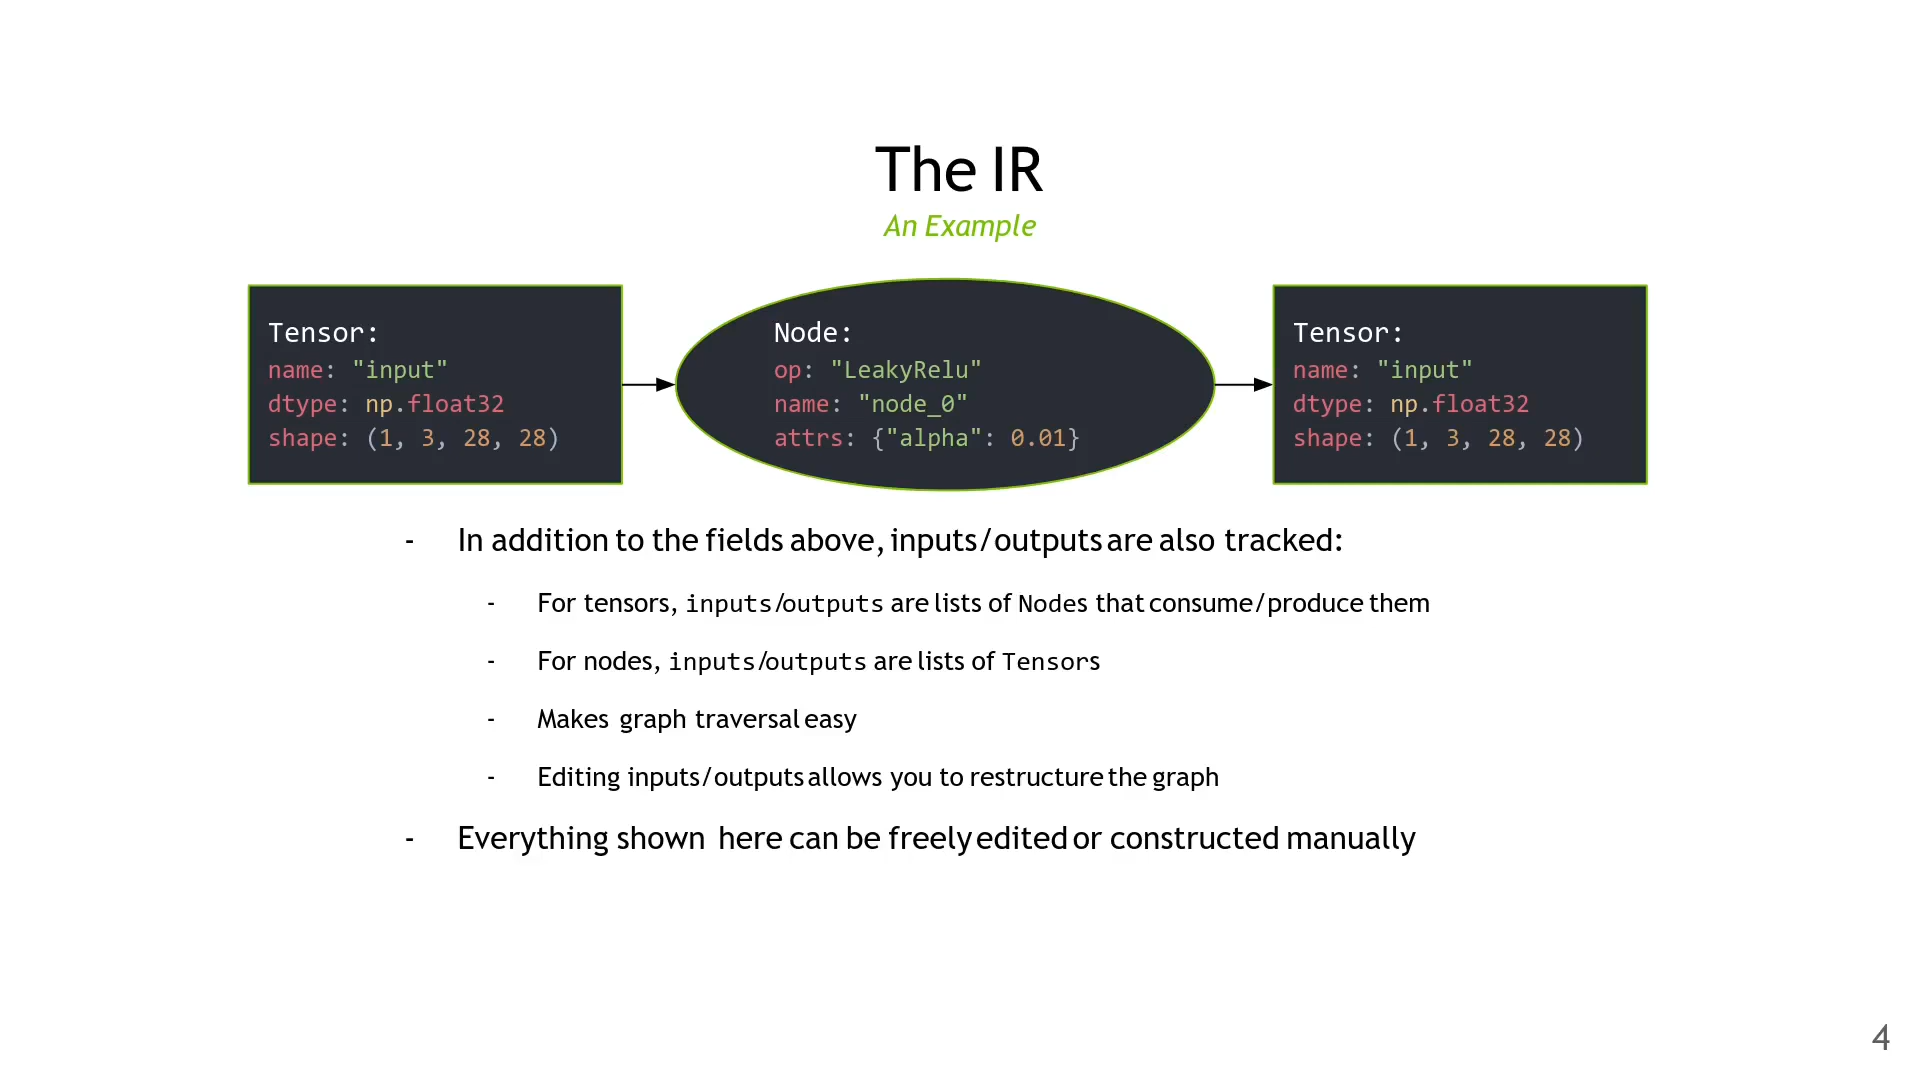 The IR
An Example
Tensor:
name: "input"
dtype: np.float32
shape: (1, 3, 28, 28)
Node:
op: "LeakyRelu"
name: "node_0"
attrs: {"alpha": 0.01}
Tensor:
name: "input"
dtype: np.float32
shape: (1, 3, 28, 28)
- In addition to the fields above, inputs/outputs are also tracked:
- For tensors, inputs/outputs are lists of Nodes that consume/produce them
- For nodes, inputs/outputs are lists of Tensors
- Makes graph traversal easy
- Editing inputs/outputs allows you to restructure the graph
- Everything shown here can be freely edited or constructed manually
4